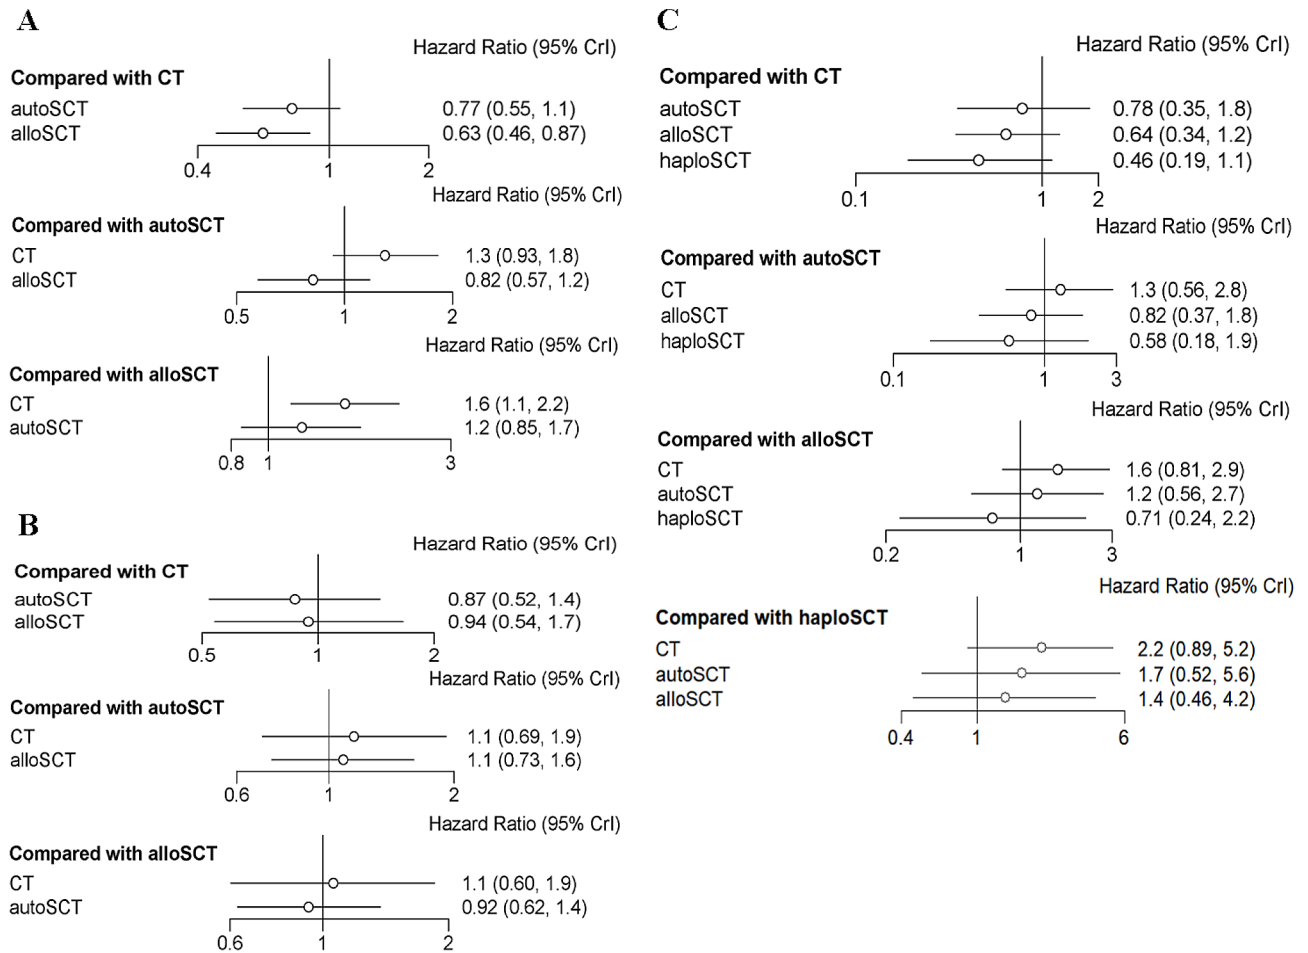 A
Hazard Ratio (95% CrI)
Compared with CT
autoSCT 0.77 (0.55, 1.1)
alloSCT 0.63 (0.46, 0.87)
0.4 1 2
Hazard Ratio (95% CrI)
Compared with autoSCT
CT 1.3 (0.93, 1.8)
alloSCT 0.82 (0.57, 1.2)
0.5 1 2
Hazard Ratio (95% CrI)
Compared with alloSCT
CT 1.6 (1.1, 2.2)
autoSCT 1.2 (0.85, 1.7)
0.8 1 3
B
Hazard Ratio (95% CrI)
Compared with CT
autoSCT 0.87 (0.52, 1.4)
alloSCT 0.94 (0.54, 1.7)
0.5 1 2
Hazard Ratio (95% CrI)
Compared with autoSCT
CT 1.1 (0.69, 1.9)
alloSCT 1.1 (0.73, 1.6)
0.6 1 2
Hazard Ratio (95% CrI)
Compared with alloSCT
CT 1.1 (0.60, 1.9)
autoSCT 0.92 (0.62, 1.4)
0.6 1 2
C
Hazard Ratio (95% CrI)
Compared with CT
autoSCT 0.78 (0.35, 1.8)
alloSCT 0.64 (0.34, 1.2)
haploSCT 0.46 (0.19, 1.1)
0.1 1 2
Hazard Ratio (95% CrI)
Compared with autoSCT
CT 1.3 (0.56, 2.8)
alloSCT 0.82 (0.37, 1.8)
haploSCT 0.58 (0.18, 1.9)
0.1 1 3
Hazard Ratio (95% CrI)
Compared with alloSCT
CT 1.6 (0.81, 2.9)
autoSCT 1.2 (0.56, 2.7)
haploSCT 0.71 (0.24, 2.2)
0.2 1 3
Hazard Ratio (95% CrI)
Compared with haploSCT
CT 2.2 (0.89, 5.2)
autoSCT 1.7 (0.52, 5.6)
alloSCT 1.4 (0.46, 4.2)
0.4 1 6